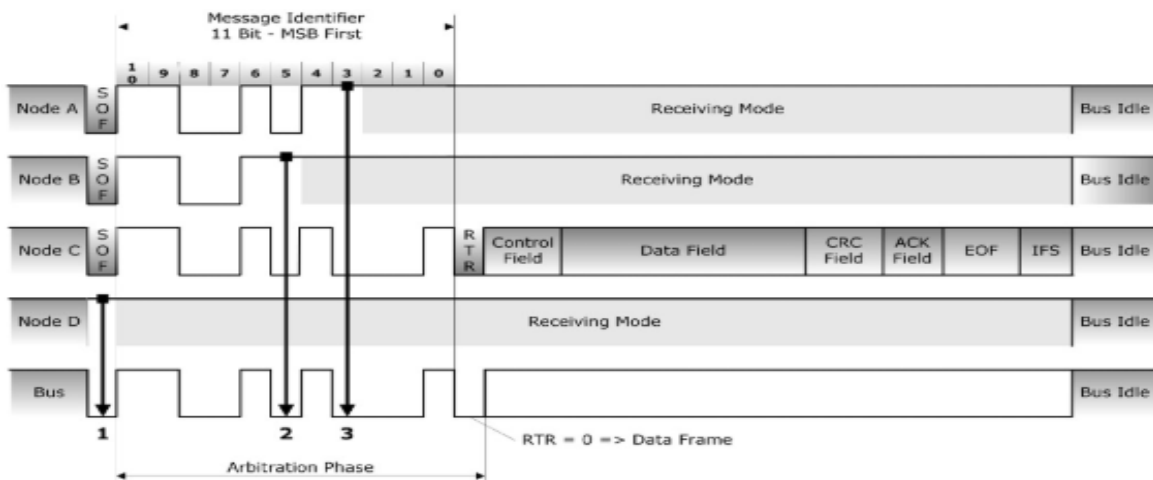 Message Identifier
11 Bit - MSB First
10 9 8 7 6 5 4 3 2 1 0
Node A SOF Receiving Mode Bus Idle
Node B SOF Receiving Mode Bus Idle
Node C SOF RTR Control Field Data Field CRC Field ACK Field EOF IFS Bus Idle
Node D Receiving Mode Bus Idle
Bus Bus Idle
1 2 3
RTR = 0 => Data Frame
Arbitration Phase